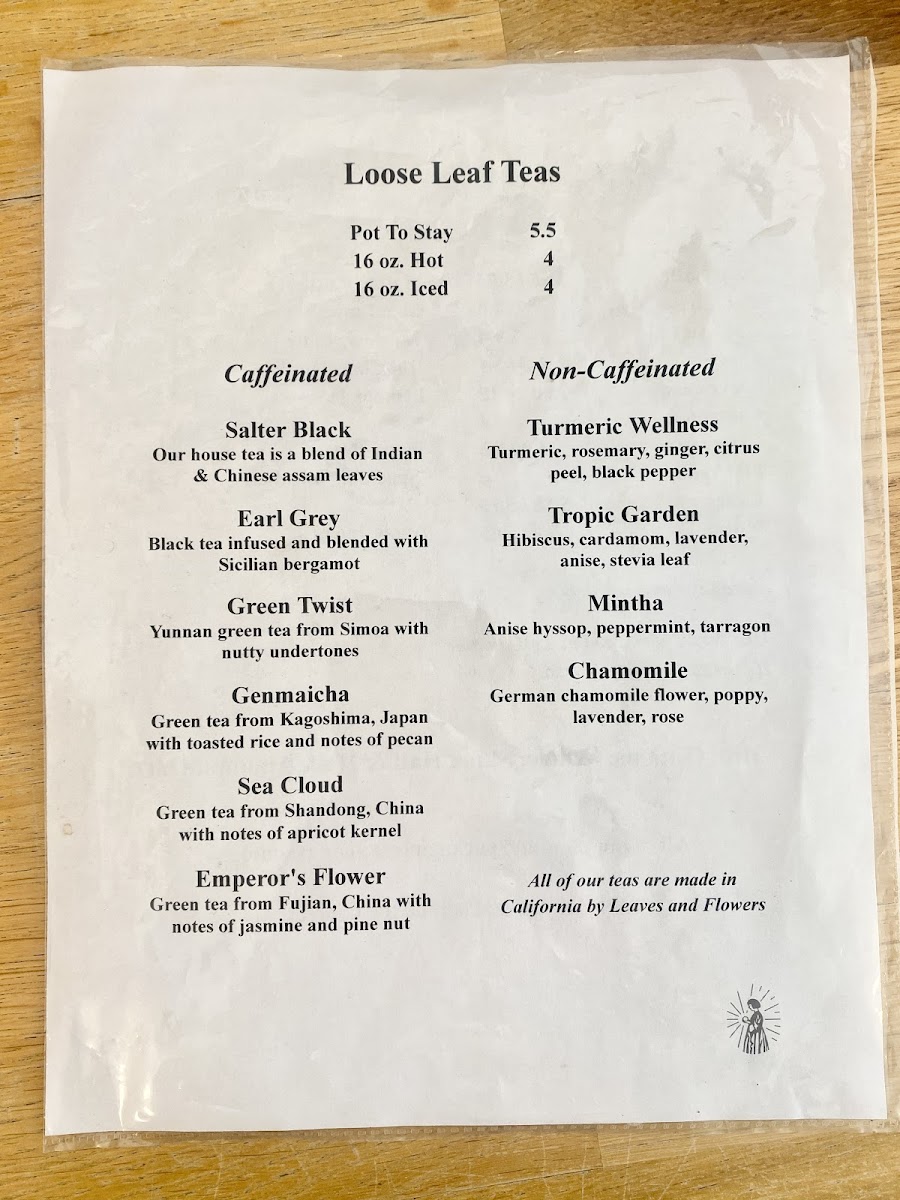 Loose Leaf Teas
Pot To Stay 5.5
16 oz. Hot 4
16 oz. Iced 4
Caffeinated
Salter Black
Our house tea is a blend of Indian
& Chinese assam leaves
Earl Grey
Black tea infused and blended with
Sicilian bergamot
Green Twist
Yunnan green tea from Simoa with
nutty undertones
Genmaicha
Green tea from Kagoshima, Japan
with toasted rice and notes of pecan
Sea Cloud
Green tea from Shandong, China
with notes of apricot kernel
Emperor's Flower
Green tea from Fujian, China with
notes of jasmine and pine nut
Non-Caffeinated
Turmeric Wellness
Turmeric, rosemary, ginger, citrus
peel, black pepper
Tropic Garden
Hibiscus, cardamom, lavender,
anise, stevia leaf
Mintha
Anise hyssop, peppermint, tarragon
Chamomile
German chamomile flower, poppy,
lavender, rose
All of our teas are made in
California by Leaves and Flowers